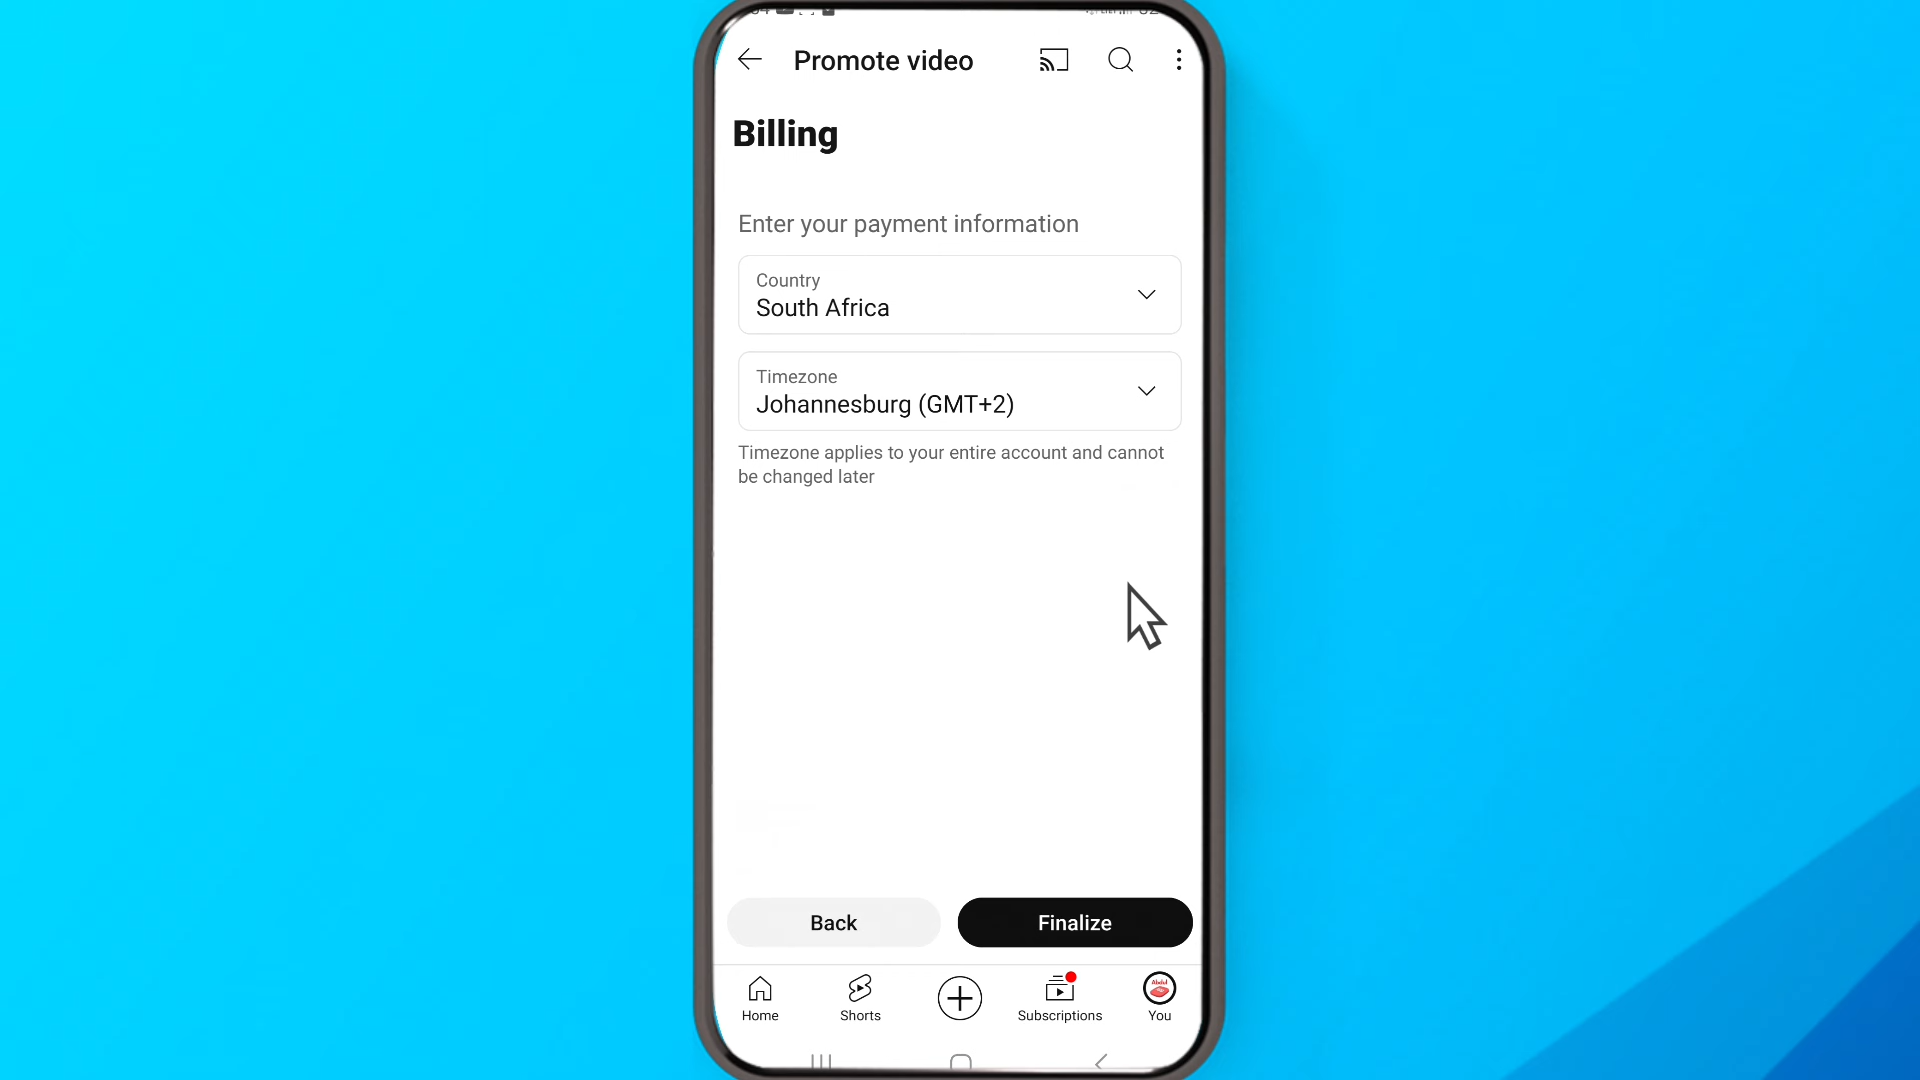 Promote video
Billing
Enter your payment information
Country
South Africa
Timezone
Johannesburg (GMT+2)
Timezone applies to your entire account and cannot
be changed later
Back
Finalize
Home
Shorts
Subscriptions
You